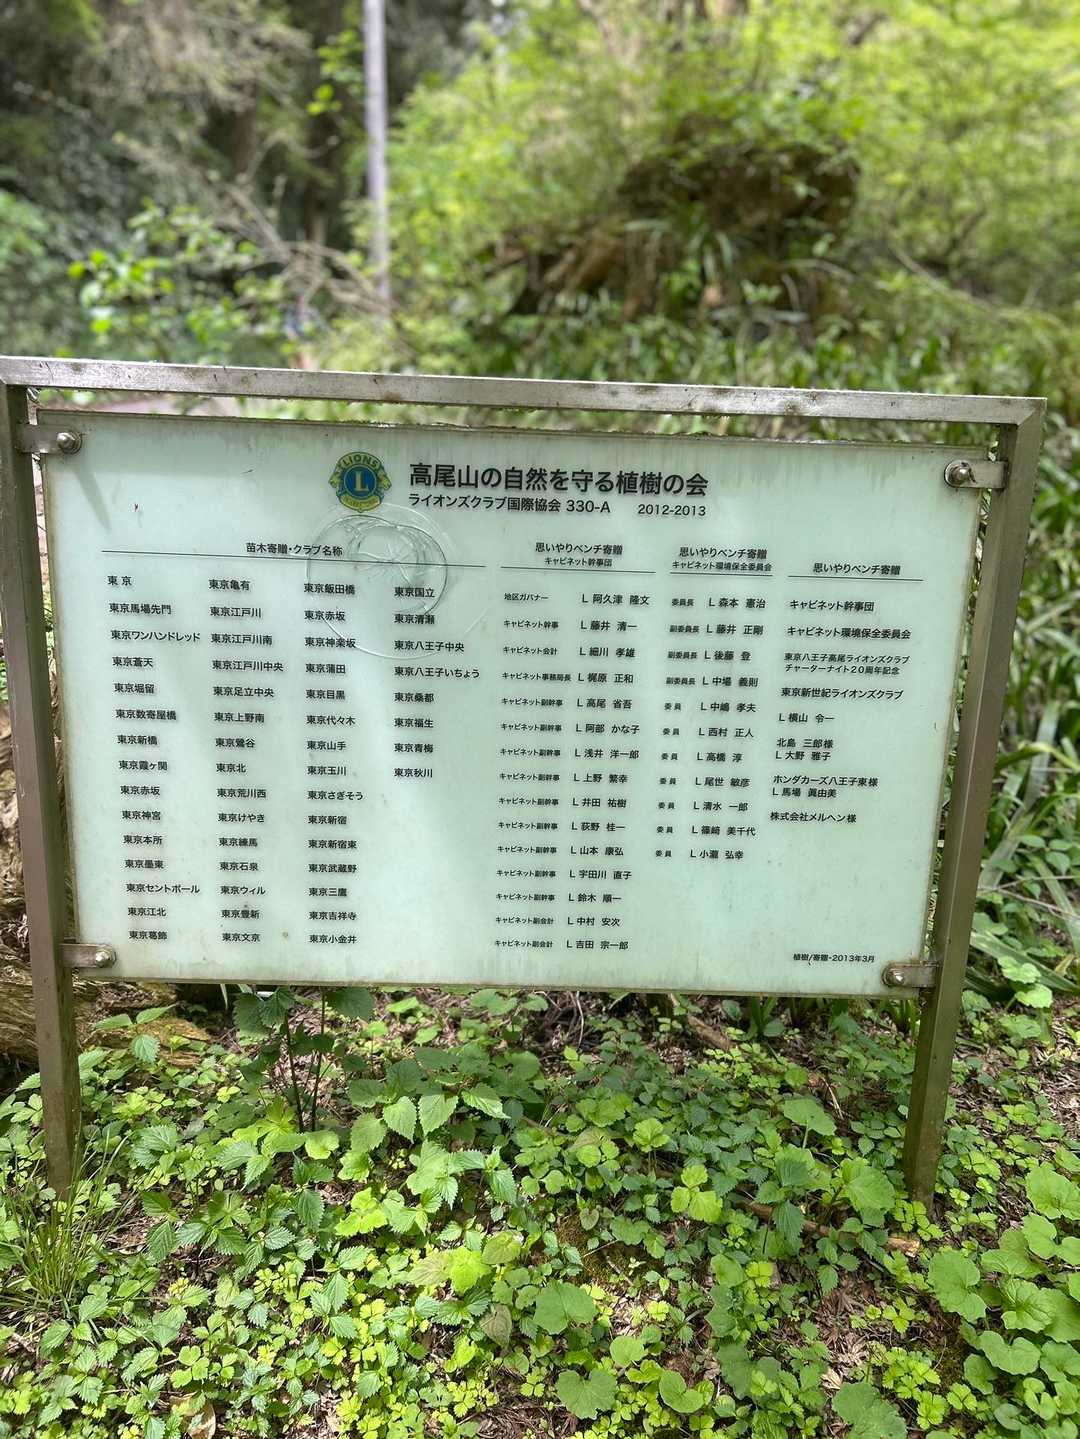 LIONS
L
高尾山の自然を守る植樹の会
ライオンズクラブ国際協会 330-A 2012-2013
苗木寄贈・クラブ名称
東 京
東京馬場先門
東京ワンハンドレッド
東京蒼天
東京堀留
東京数寄屋橋
東京新橋
東京霞ヶ関
東京赤坂
東京神宮
東京本所
東京墨東
東京セントポール
東京江北
東京葛飾
東京亀有
東京江戸川
東京江戸川南
東京江戸川中央
東京足立中央
東京上野南
東京鶯谷
東京北
東京荒川西
東京けやき
東京練馬
東京石泉
東京ウィル
東京豊新
東京文京
東京飯田橋
東京赤坂
東京神楽坂
東京蒲田
東京目黒
東京代々木
東京山手
東京玉川
東京さぎそう
東京新宿
東京新宿東
東京武蔵野
東京三鷹
東京吉祥寺
東京小金井
東京国立
東京清瀬
東京八王子中央
東京八王子いちょう
東京桑都
東京福生
東京青梅
東京秋川
思いやりベンチ寄贈
キャビネット幹事団
地区ガバナー L 阿久津 隆文
キャビネット幹事 L 藤井 清一
キャビネット会計 L 細川 孝雄
キャビネット事務局長 L 梶原 正和
キャビネット副幹事 L 高尾 省吾
キャビネット副幹事 L 阿部 かな子
キャビネット副幹事 L 浅井 洋一郎
キャビネット副幹事 L 上野 繁幸
キャビネット副幹事 L 井田 祐樹
キャビネット副幹事 L 荻野 桂一
キャビネット副幹事 L 山本 康弘
キャビネット副幹事 L 宇田川 直子
キャビネット副幹事 L 鈴木 順一
キャビネット副会計 L 中村 安次
キャビネット副会計 L 吉田 宗一郎
思いやりベンチ寄贈
キャビネット環境保全委員会
委員長 L 森本 憲治
副委員長 L 藤井 正剛
副委員長 L 後藤 登
副委員長 L 中場 義則
委員 L 中嶋 孝夫
委員 L 西村 正人
委員 L 高橋 淳
委員 L 尾世 敏彦
委員 L 清水 一郎
委員 L 篠﨑 美千代
委員 L 小瀧 弘幸
思いやりベンチ寄贈
キャビネット幹事団
キャビネット環境保全委員会
東京八王子高尾ライオンズクラブ
チャーターナイト20周年記念
東京新世紀ライオンズクラブ
L 横山 令一
北島 三郎様
L 大野 雅子
ホンダカーズ八王子東様
L 馬場 眞由美
株式会社メルヘン様
植樹/寄贈・2013年3月